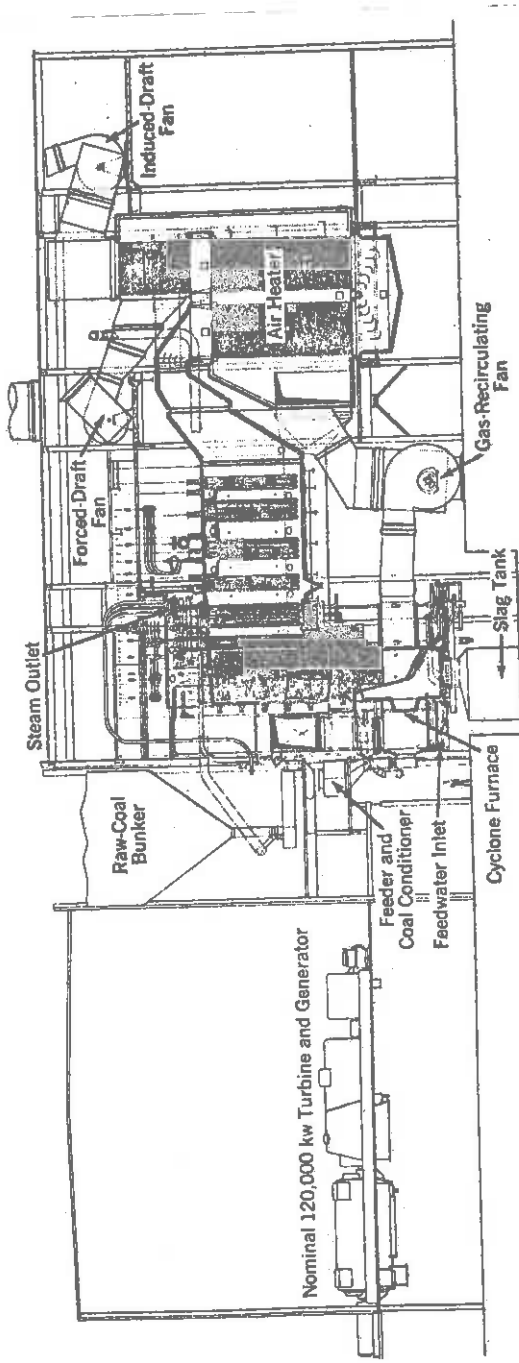 Induced-Draft
Fan
Air Heater
Gas-Recirculating
Fan
Forced-Draft
Fan
Steam Outlet
Slag Tank
Raw-Coal
Bunker
Feeder and
Coal Conditioner
Feedwater Inlet
Cyclone Furnace
Nominal 120,000 kw Turbine and Generator